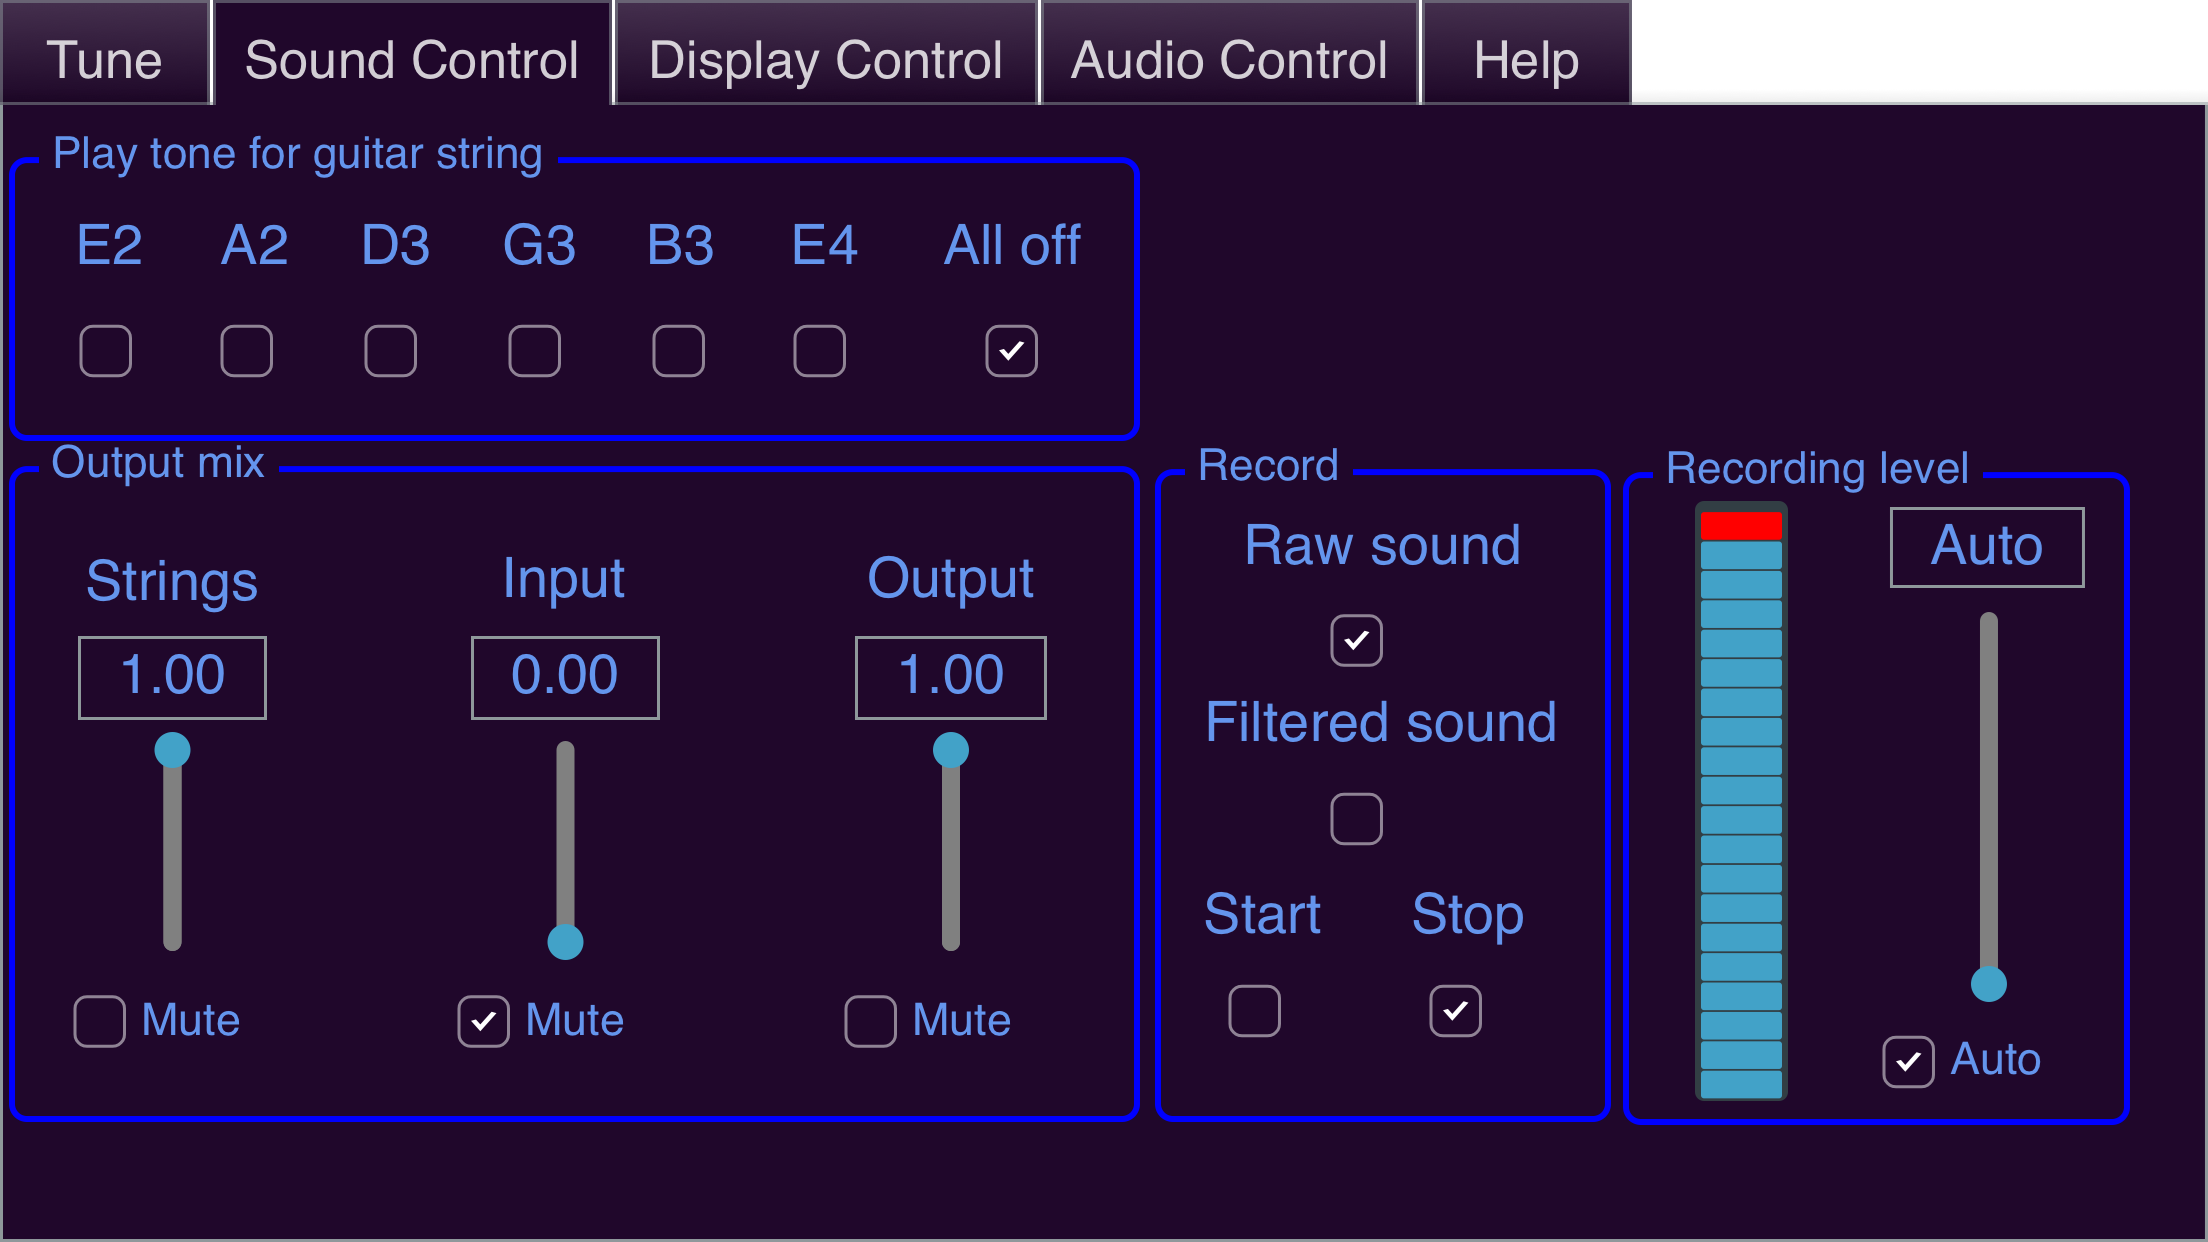 Tune Sound Control Display Control Audio Control Help
Play tone for guitar string
E2 A2 D3 G3 B3 E4 All off
Output mix
Strings Input Output
1.00 0.00 1.00
Mute Mute Mute
Record
Raw sound
Filtered sound
Start Stop
Recording level
Auto
Auto